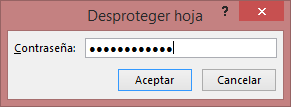 Desproteger hoja
Contraseña: ●●●●●●●●●●●●
Aceptar Cancelar